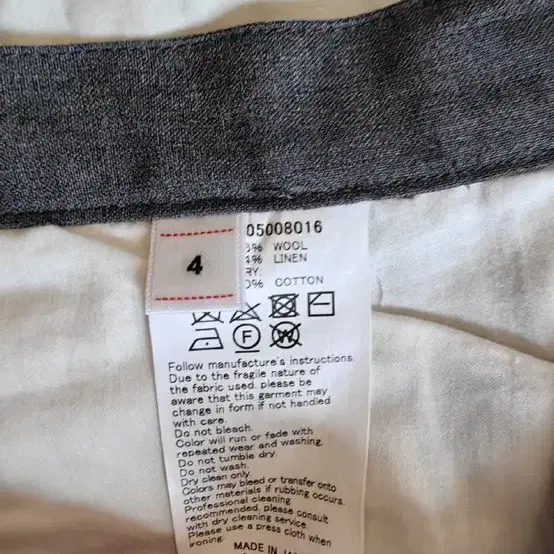 05008016
% WOOL
% LINEN
RY:
0% COTTON
4
F
W
Follow manufacture's instructions.
Due to the fragile nature of
the fabric used, please be
aware that this garment may
change in form if not handled
with care.
Do not bleach.
Color will run or fade with
repeated wear and washing.
Do not tumble dry.
Do not wash.
Dry clean only.
Colors may bleed or transfer onto
other materials if rubbing occurs.
Professional cleaning
recommended, please consult
with dry cleaning service.
Please use a press cloth when
ironing.
MADE IN